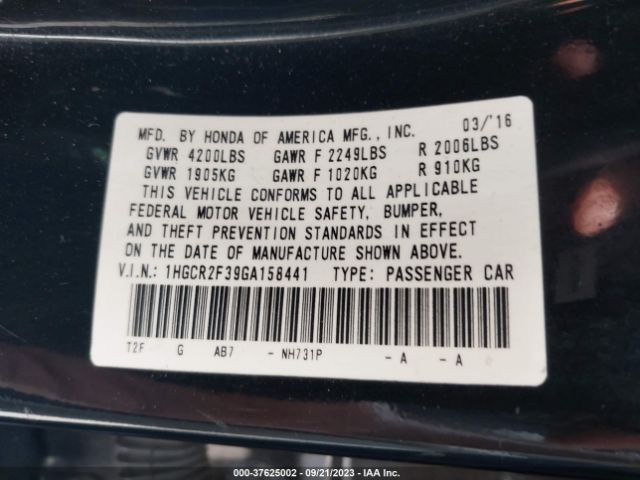 MFD. BY HONDA OF AMERICA MFG., INC. 03/'16
GVWR 4200LBS GAWR F 2249LBS R 2006LBS
GVWR 1905KG GAWR F 1020KG R 910KG
THIS VEHICLE CONFORMS TO ALL APPLICABLE
FEDERAL MOTOR VEHICLE SAFETY, BUMPER,
AND THEFT PREVENTION STANDARDS IN EFFECT
ON THE DATE OF MANUFACTURE SHOWN ABOVE.
V.I.N.: 1HGCR2F39GA158441 TYPE: PASSENGER CAR
T2F G AB7 - NH731P - A - A
000-37625002 - 09/21/2023 - IAA Inc.